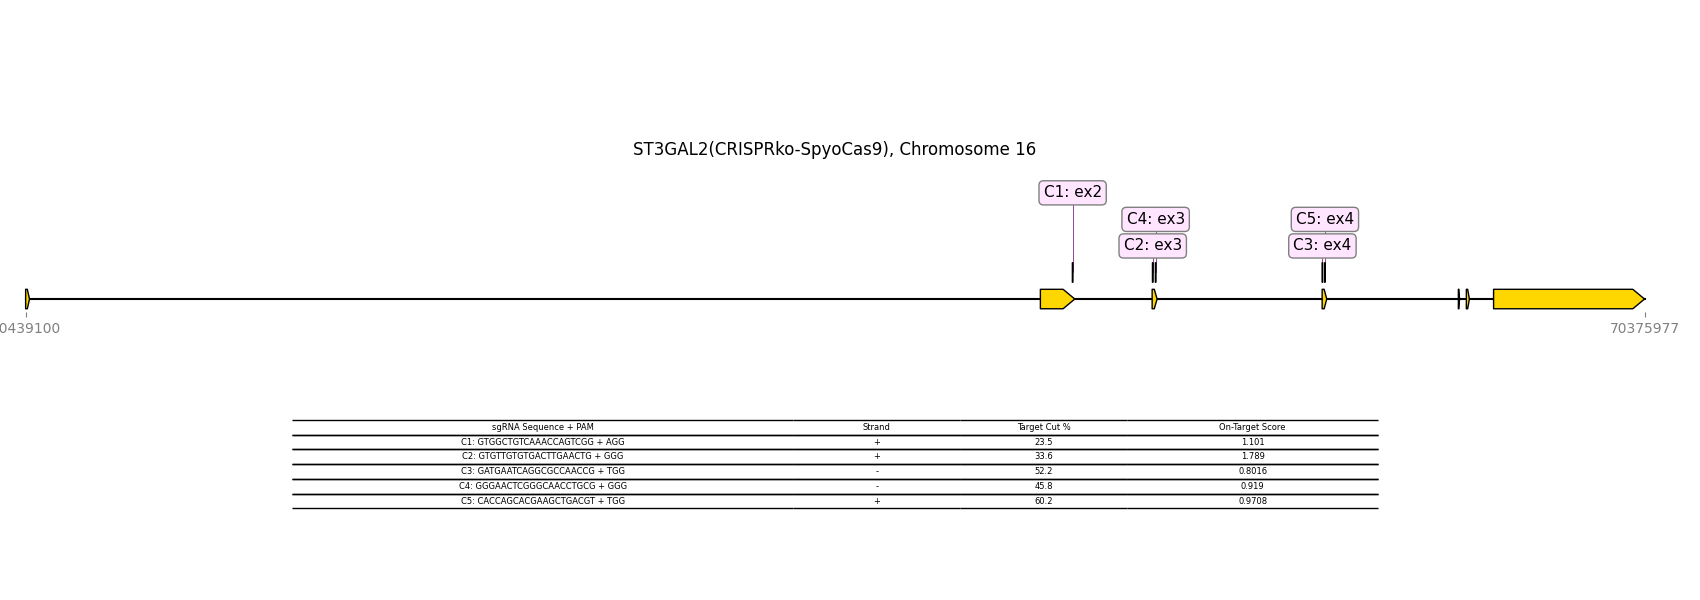 ST3GAL2(CRISPRko-SpyoCas9), Chromosome 16
C1: ex2
C4: ex3
C5: ex4
C2: ex3
C3: ex4
0439100
70375977
sgRNA Sequence + PAM Strand Target Cut % On-Target Score
C1: GTGGCTGTCAAACCAGTCGG + AGG + 23.5 1.101
C2: GTGTTGTGTGACTTGAACTG + GGG + 33.6 1.789
C3: GATGAATCAGGCGCCAACCG + TGG - 52.2 0.8016
C4: GGGAACTCGGGCAACCTGCG + GGG - 45.8 0.919
C5: CACCAGCACGAAGCTGACGT + TGG + 60.2 0.9708